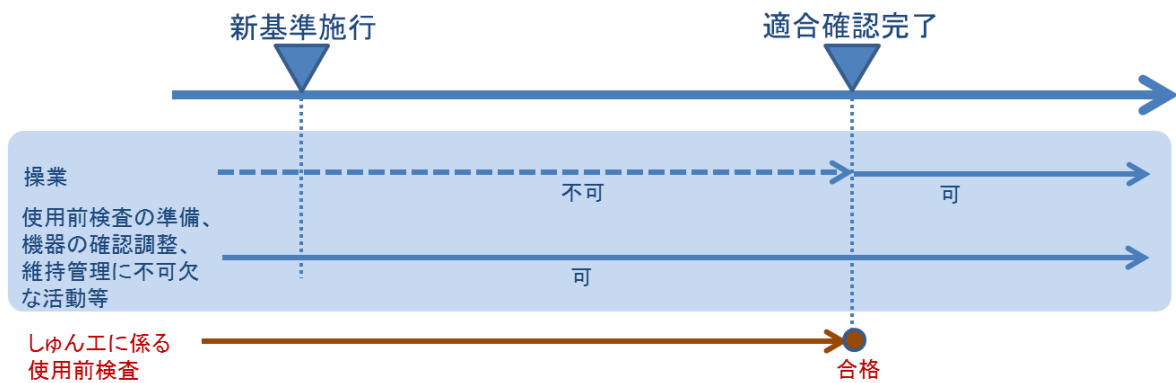 新基準施行
適合確認完了
操業
不可
可
使用前検査の準備、
機器の確認調整、
維持管理に不可欠
な活動等
可
しゅん工に係る
使用前検査
合格